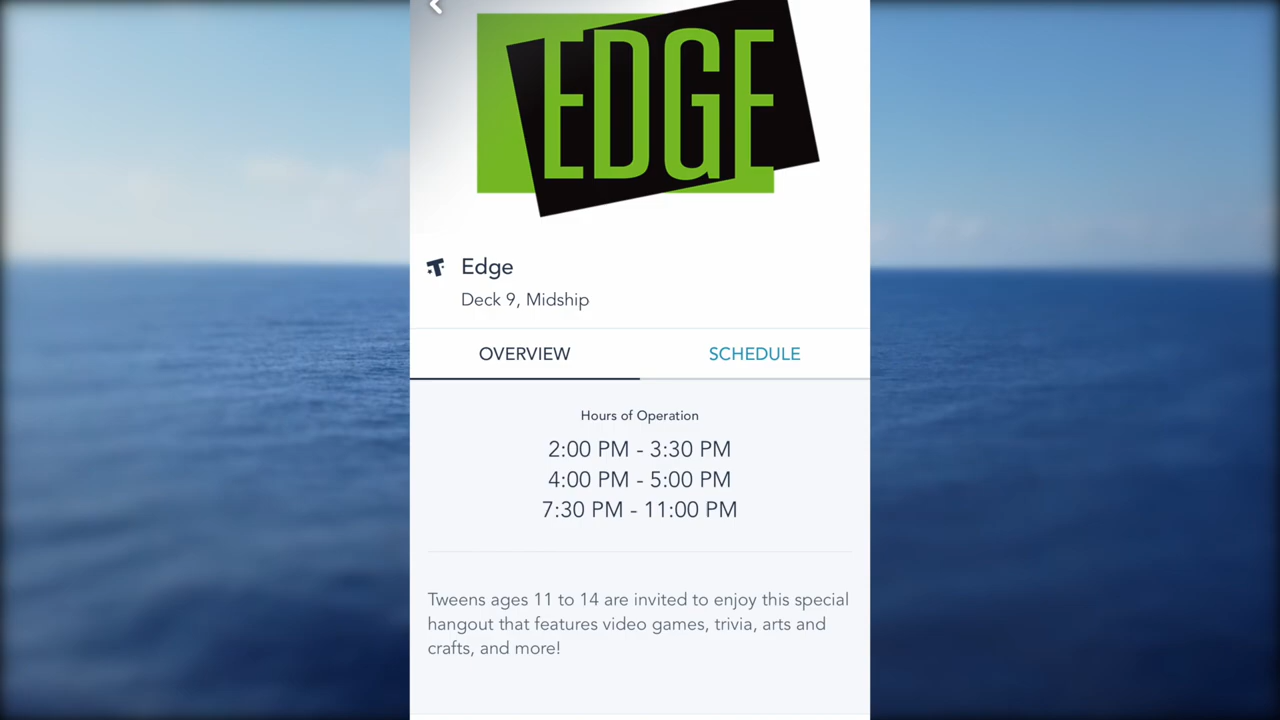 EDGE
Edge
Deck 9, Midship
OVERVIEW
SCHEDULE
Hours of Operation
2:00 PM - 3:30 PM
4:00 PM - 5:00 PM
7:30 PM - 11:00 PM
Tweens ages 11 to 14 are invited to enjoy this special
hangout that features video games, trivia, arts and
crafts, and more!